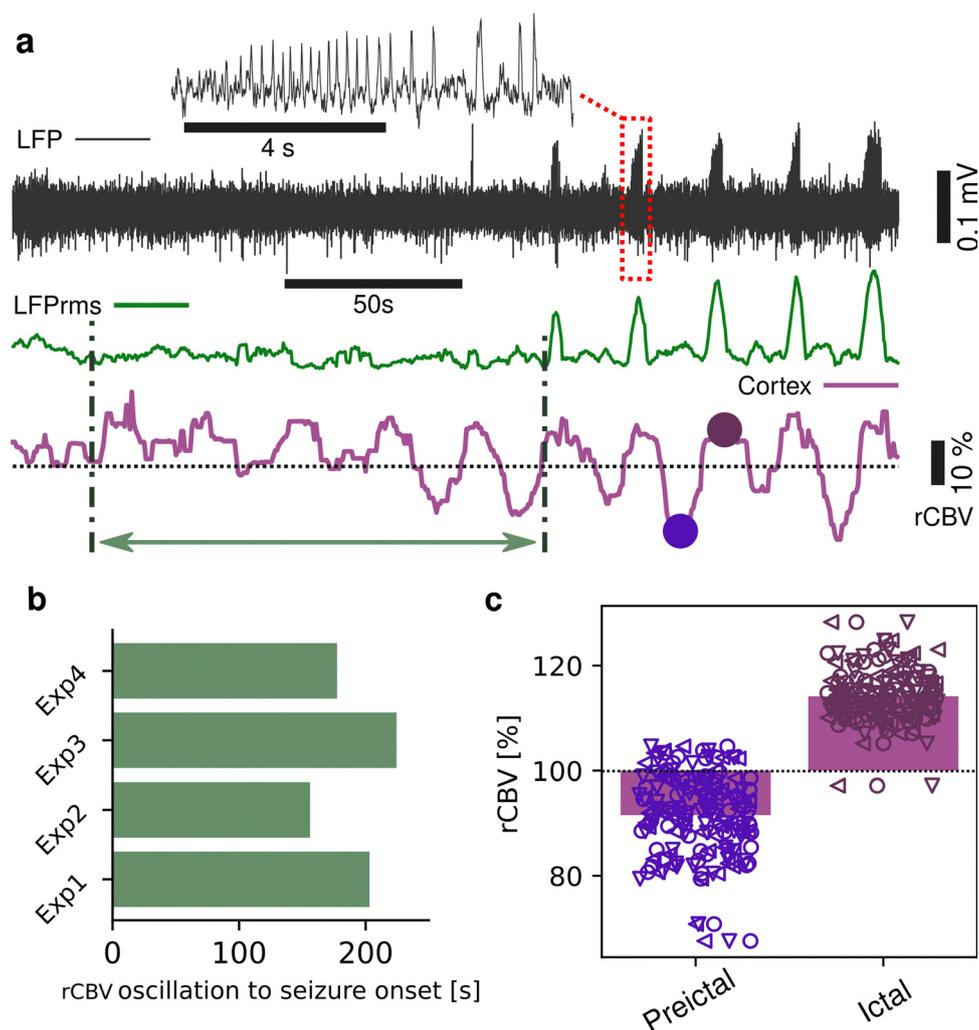 a
4 s
LFP
0.1 mV
50s
LFPrms
Cortex
10 %
rCBV
b
Exp4
Exp3
Exp2
Exp1
0 100 200
rCBV oscillation to seizure onset [s]
c
120
100
80
rCBV [%]
Preictal Ictal